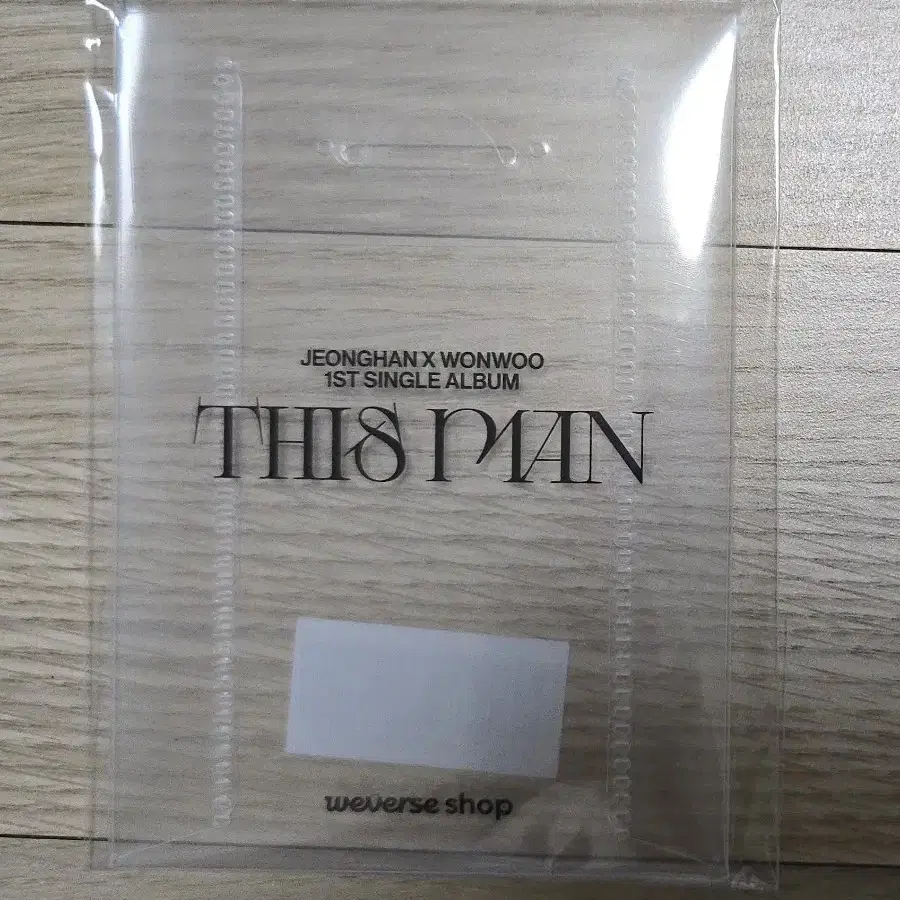 JEONGHAN X WONWOO
1ST SINGLE ALBUM
THIS MAN
weverse shop